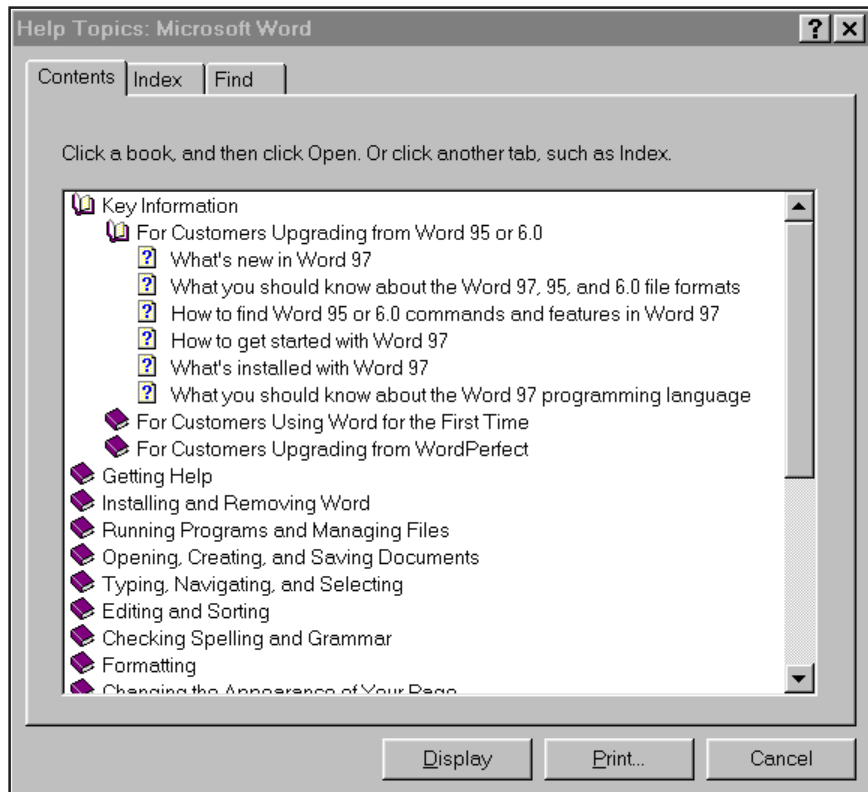 Help Topics: Microsoft Word
Contents Index Find
Click a book, and then click Open. Or click another tab, such as Index.
Key Information
For Customers Upgrading from Word 95 or 6.0
What's new in Word 97
What you should know about the Word 97, 95, and 6.0 file formats
How to find Word 95 or 6.0 commands and features in Word 97
How to get started with Word 97
What's installed with Word 97
What you should know about the Word 97 programming language
For Customers Using Word for the First Time
For Customers Upgrading from WordPerfect
Getting Help
Installing and Removing Word
Running Programs and Managing Files
Opening, Creating, and Saving Documents
Typing, Navigating, and Selecting
Editing and Sorting
Checking Spelling and Grammar
Formatting
Changing the Appearance of Your Page
Display Print... Cancel